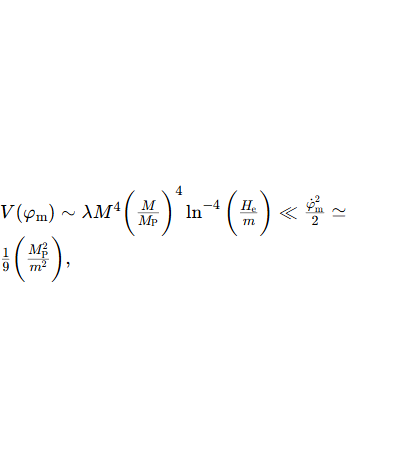 V(φ_m) ∼ λM^4 (M/M_P)^4 ln^{-4} (H_e/m) ≪ φ̇_m^2/2 ≃
1/9 (M_P^2/m^2),